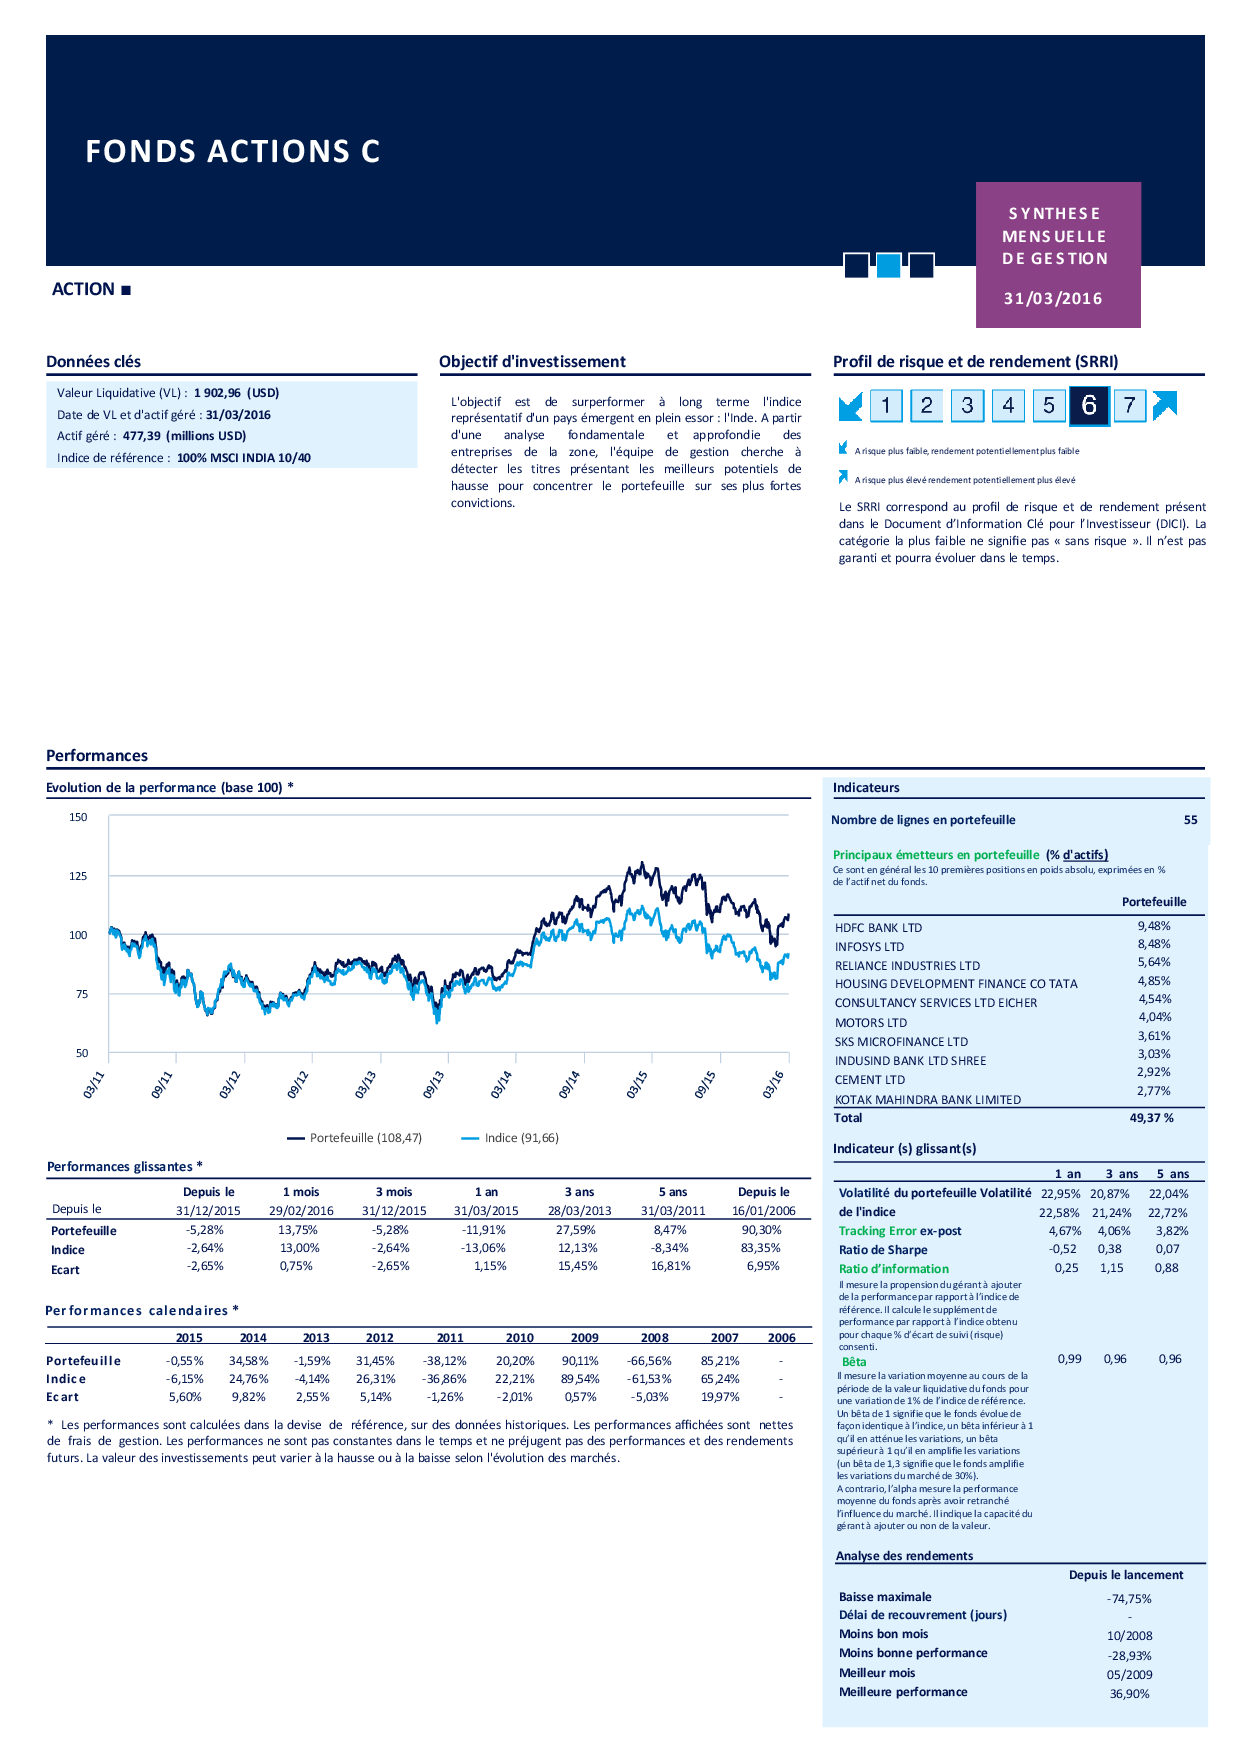 FONDS ACTIONS C
SYNTHESE
MENSUELLE
DE GESTION
31/03/2016
ACTION ■
Données clés
Valeur Liquidative (VL) : 1 902,96 (USD)
Date de VL et d'actif géré : 31/03/2016
Actif géré : 477,39 (millions USD)
Indice de référence : 100% MSCI INDIA 10/40
Objectif d'investissement
L'objectif est de surperformer à long terme l'indice
représentatif d'un pays émergent en plein essor : l'Inde. A partir
d'une analyse fondamentale et approfondie des
entreprises de la zone, l'équipe de gestion cherche à
détecter les titres présentant les meilleurs potentiels de
hausse pour concentrer le portefeuille sur ses plus fortes
convictions.
Profil de risque et de rendement (SRRI)
1 2 3 4 5 6 7
A risque plus faible, rendement potentiellement plus faible
A risque plus élevé rendement potentiellement plus élevé
Le SRRI correspond au profil de risque et de rendement présent
dans le Document d'Information Clé pour l'Investisseur (DICI). La
catégorie la plus faible ne signifie pas « sans risque ». Il n'est pas
garanti et pourra évoluer dans le temps.
Performances
Evolution de la performance (base 100) *
150
125
100
75
50
03/11 09/11 03/12 09/12 03/13 09/13 03/14 09/14 03/15 09/15 03/16
Portefeuille (108,47) Indice (91,66)
Performances glissantes *
Depuis le 1 mois 3 mois 1 an 3 ans 5 ans Depuis le
Depuis le 31/12/2015 29/02/2016 31/12/2015 31/03/2015 28/03/2013 31/03/2011 16/01/2006
Portefeuille -5,28% 13,75% -5,28% -11,91% 27,59% 8,47% 90,30%
Indice -2,64% 13,00% -2,64% -13,06% 12,13% -8,34% 83,35%
Ecart -2,65% 0,75% -2,65% 1,15% 15,45% 16,81% 6,95%
Performances calendaires *
2015 2014 2013 2012 2011 2010 2009 2008 2007 2006
Portefeuille -0,55% 34,58% -1,59% 31,45% -38,12% 20,20% 90,11% -66,56% 85,21% -
Indice -6,15% 24,76% -4,14% 26,31% -36,86% 22,21% 89,54% -61,53% 65,24% -
Ecart 5,60% 9,82% 2,55% 5,14% -1,26% -2,01% 0,57% -5,03% 19,97% -
* Les performances sont calculées dans la devise de référence, sur des données historiques. Les performances affichées sont nettes
de frais de gestion. Les performances ne sont pas constantes dans le temps et ne préjugent pas des performances et des rendements
futurs. La valeur des investissements peut varier à la hausse ou à la baisse selon l'évolution des marchés.
Indicateurs
Nombre de lignes en portefeuille 55
Principaux émetteurs en portefeuille (% d'actifs)
Ce sont en général les 10 premières positions en poids absolu, exprimées en %
de l'actif net du fonds.
Portefeuille
HDFC BANK LTD 9,48%
INFOSYS LTD 8,48%
RELIANCE INDUSTRIES LTD 5,64%
HOUSING DEVELOPMENT FINANCE CO TATA 4,85%
CONSULTANCY SERVICES LTD EICHER 4,54%
MOTORS LTD 4,04%
SKS MICROFINANCE LTD 3,61%
INDUSIND BANK LTD SHREE 3,03%
CEMENT LTD 2,92%
KOTAK MAHINDRA BANK LIMITED 2,77%
Total 49,37 %
Indicateur (s) glissant(s)
1 an 3 ans 5 ans
Volatilité du portefeuille Volatilité 22,95% 20,87% 22,04%
de l'indice 22,58% 21,24% 22,72%
Tracking Error ex-post 4,67% 4,06% 3,82%
Ratio de Sharpe -0,52 0,38 0,07
Ratio d'information 0,25 1,15 0,88
Il mesure la propension du gérant à ajouter
de la performance par rapport à l'indice de
référence. Il calcule le supplément de
performance par rapport à l'indice obtenu
pour chaque % d'écart de suivi (risque)
consenti.
Bêta 0,99 0,96 0,96
Il mesure la variation moyenne au cours de la
période de la valeur liquidative du fonds pour
une variation de 1% de l'indice de référence.
Un bêta de 1 signifie que le fonds évolue de
façon identique à l'indice, un bêta inférieur à 1
qu'il en atténue les variations, un bêta
supérieur à 1 qu'il en amplifie les variations
(un bêta de 1,3 signifie que le fonds amplifie
les variations du marché de 30%).
A contrario, l'alpha mesure la performance
moyenne du fonds après avoir retranché
l'influence du marché. Il indique la capacité du
gérant à ajouter ou non de la valeur.
Analyse des rendements
Depuis le lancement
Baisse maximale -74,75%
Délai de recouvrement (jours) -
Moins bon mois 10/2008
Moins bonne performance -28,93%
Meilleur mois 05/2009
Meilleure performance 36,90%